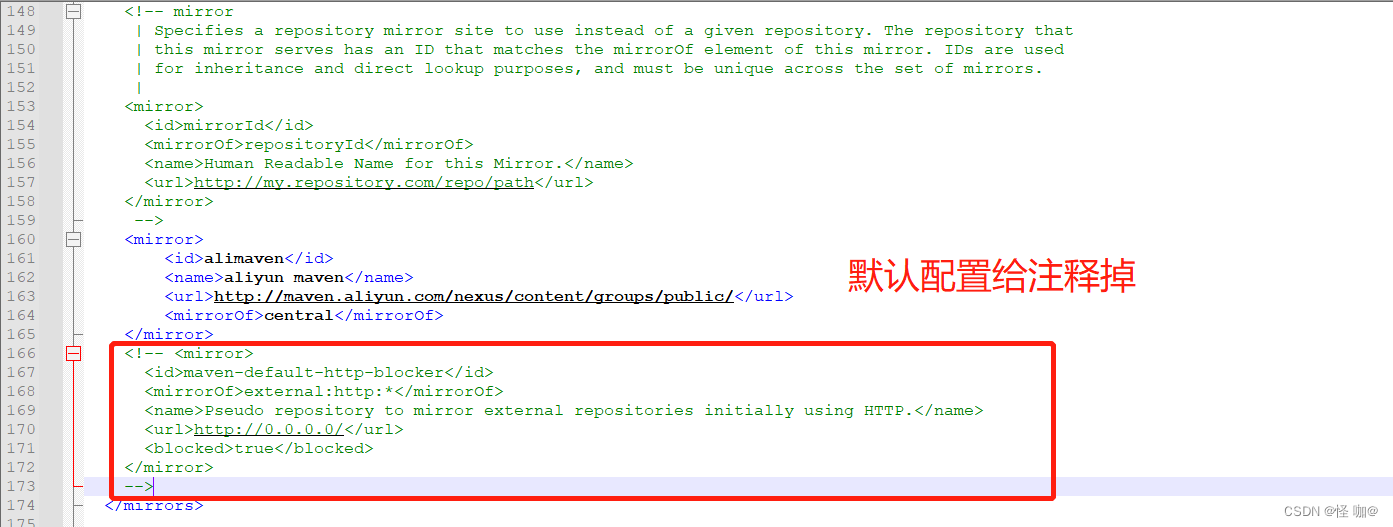 148 <!-- mirror
149 | Specifies a repository mirror site to use instead of a given repository. The repository that
150 | this mirror serves has an ID that matches the mirrorOf element of this mirror. IDs are used
151 | for inheritance and direct lookup purposes, and must be unique across the set of mirrors.
152 |
153 <mirror>
154 <id>mirrorId</id>
155 <mirrorOf>repositoryId</mirrorOf>
156 <name>Human Readable Name for this Mirror.</name>
157 <url>http://my.repository.com/repo/path</url>
158 </mirror>
159 -->
160 <mirror>
161 <id>alimaven</id>
162 <name>aliyun maven</name>
163 <url>http://maven.aliyun.com/nexus/content/groups/public/</url>
默认配置给注释掉
164 <mirrorOf>central</mirrorOf>
165 </mirror>
166 <!-- <mirror>
167 <id>maven-default-http-blocker</id>
168 <mirrorOf>external:http:*</mirrorOf>
169 <name>Pseudo repository to mirror external repositories initially using HTTP.</name>
170 <url>http://0.0.0.0/</url>
171 <blocked>true</blocked>
172 </mirror>
173 -->
174 </mirrors>
175
CSDN @怪 咖@